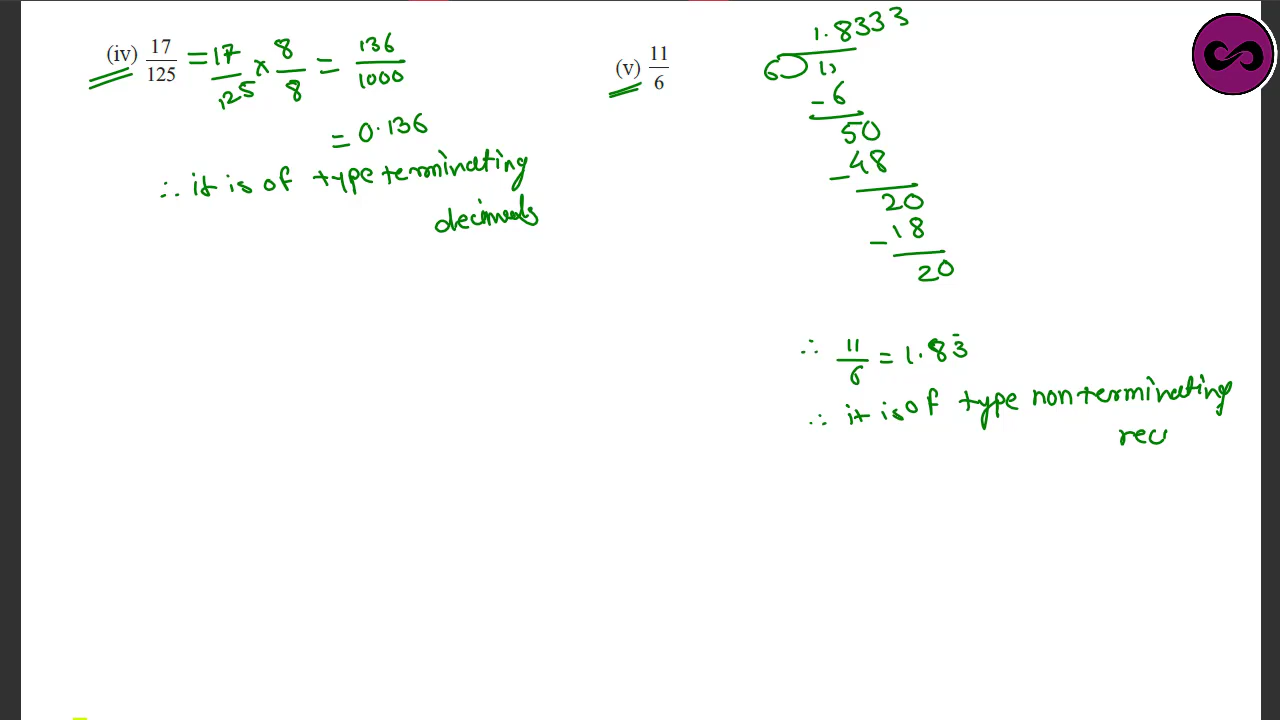 (iv) 17/125 = 17/125 × 8/8 = 136/1000
= 0.136
∴ it is of type terminating
decimals
(v) 11/6
1.8333
6) 11
- 6
50
- 48
20
- 18
20
∴ 11/6 = 1.83̄
∴ it is of type non terminating
rec